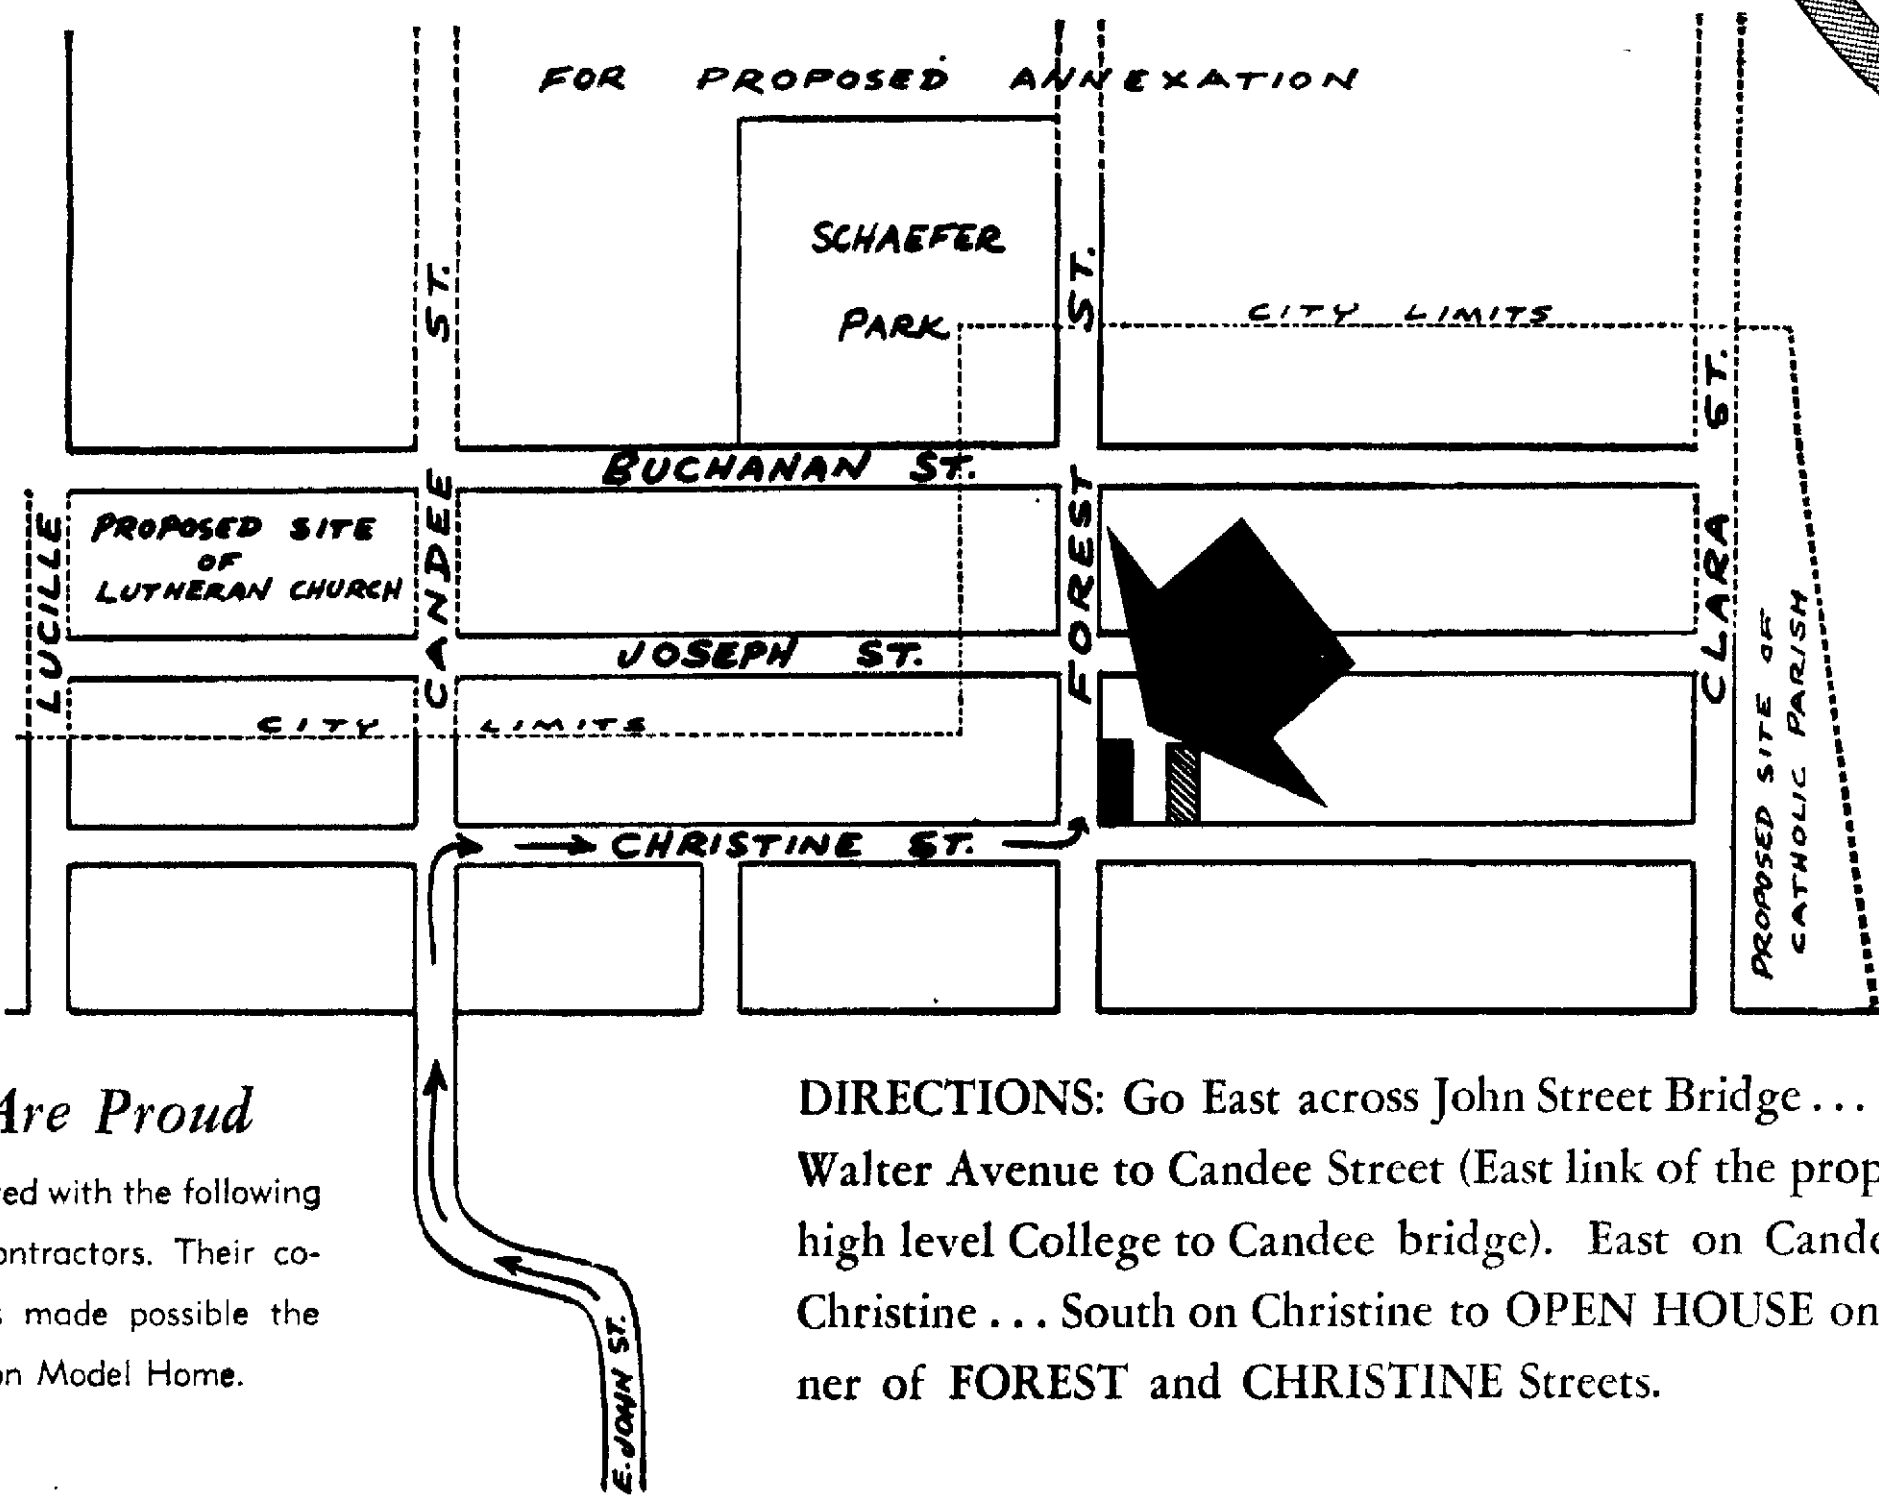 FOR PROPOSED ANNEXATION
SCHAEFER
PARK
CITY LIMITS
BUCHANAN ST.
LUCILLE
PROPOSED SITE
OF
LUTHERAN CHURCH
CANDEE ST.
FOREST ST.
CLARA ST.
JOSEPH ST.
CITY LIMITS
PROPOSED SITE OF
CATHOLIC PARISH
CHRISTINE ST.
E. JOHN ST.
Are Proud
ed with the following
ontractors. Their co-
s made possible the
on Model Home.
DIRECTIONS: Go East across John Street Bridge ...
Walter Avenue to Candee Street (East link of the prop
high level College to Candee bridge). East on Cande
Christine ... South on Christine to OPEN HOUSE on
ner of FOREST and CHRISTINE Streets.